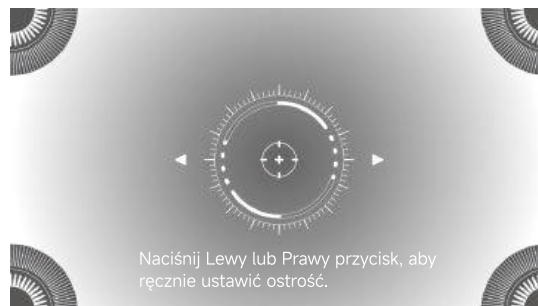 Naciśnij Lewy lub Prawy przycisk, aby
ręcznie ustawić ostrość.